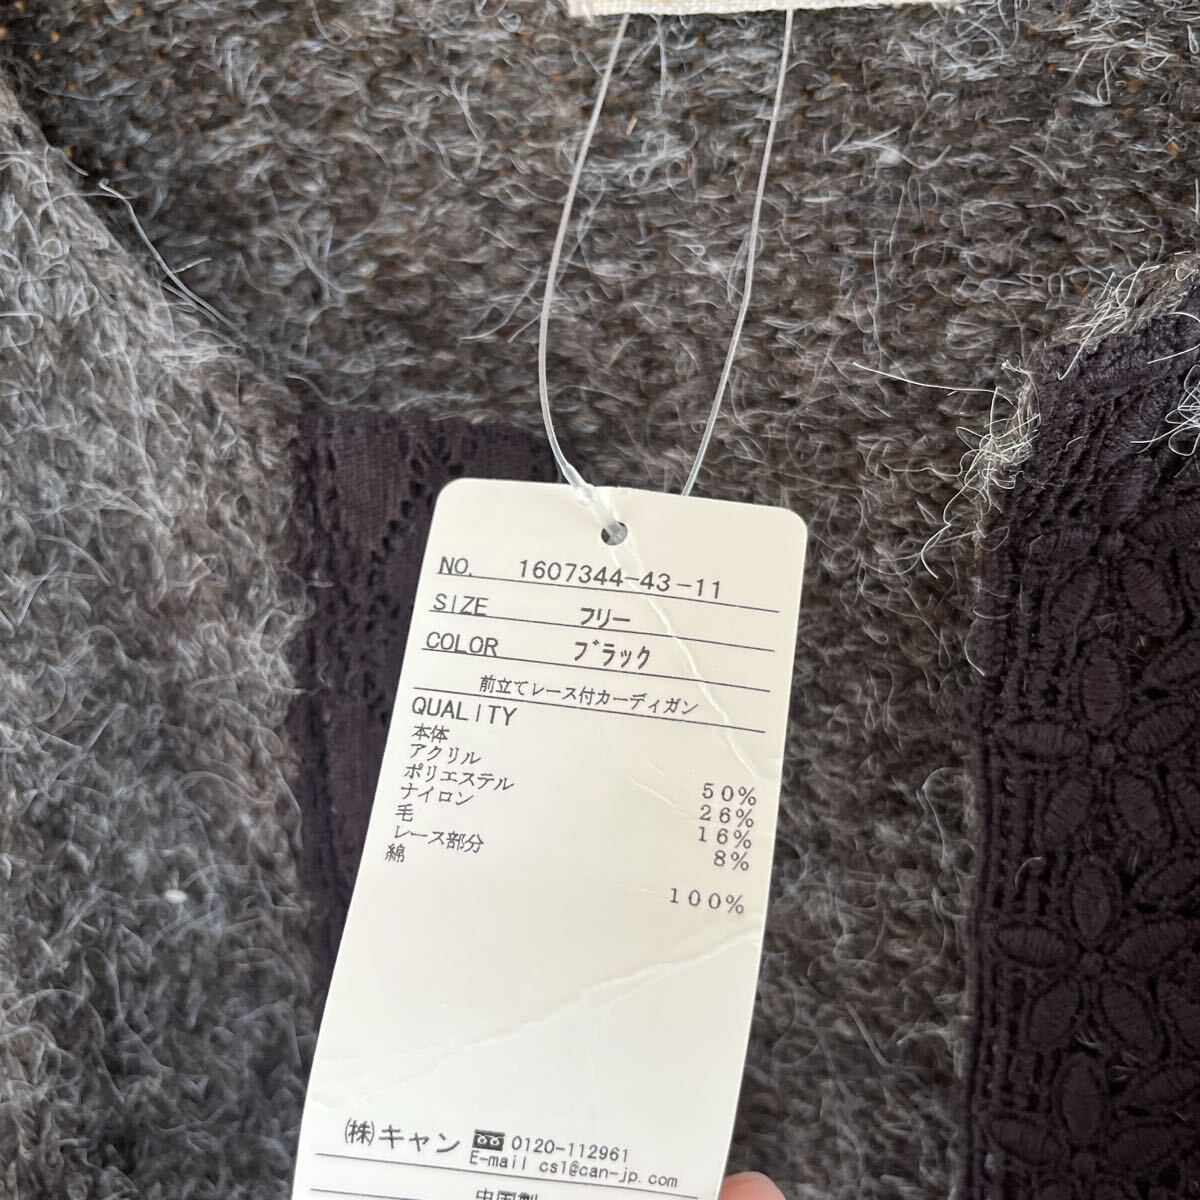 NO. 1607344-43-11
SIZE フリー
COLOR ブラック
前立てレース付カーディガン
QUALITY
本体
アクリル 50%
ポリエステル 26%
ナイロン 16%
毛 8%
レース部分
綿 100%
㈱キャン 0120-112961
E-mail cs1@can-jp.com
中国製